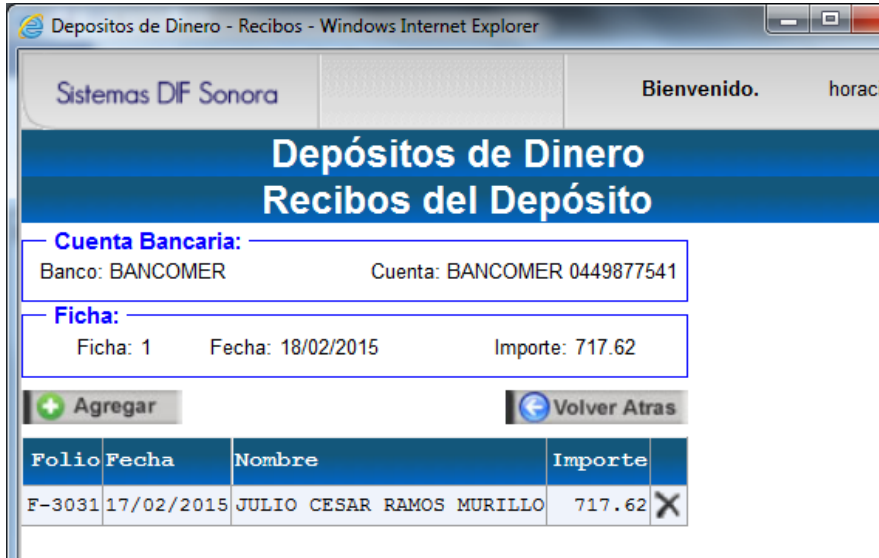 Depositos de Dinero - Recibos - Windows Internet Explorer
Sistemas DIF Sonora Bienvenido. horac
Depósitos de Dinero
Recibos del Depósito
Cuenta Bancaria:
Banco: BANCOMER Cuenta: BANCOMER 0449877541
Ficha:
Ficha: 1 Fecha: 18/02/2015 Importe: 717.62
Agregar Volver Atras
Folio Fecha Nombre Importe
F-3031 17/02/2015 JULIO CESAR RAMOS MURILLO 717.62